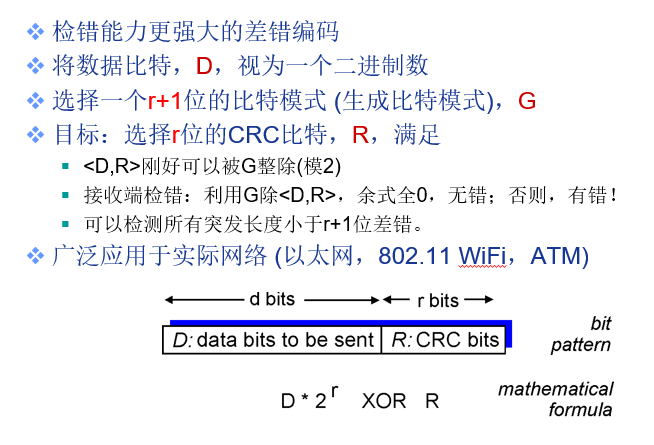 检错能力更强大的差错编码
将数据比特，D，视为一个二进制数
选择一个r+1位的比特模式 (生成比特模式)，G
目标：选择r位的CRC比特，R，满足
<D,R>刚好可以被G整除(模2)
接收端检错：利用G除<D,R>，余式全0，无错；否则，有错！
可以检测所有突发长度小于r+1位差错。
广泛应用于实际网络 (以太网，802.11 WiFi，ATM)
d bits r bits
D: data bits to be sent R: CRC bits
bit
pattern
D * 2^r XOR R
mathematical
formula